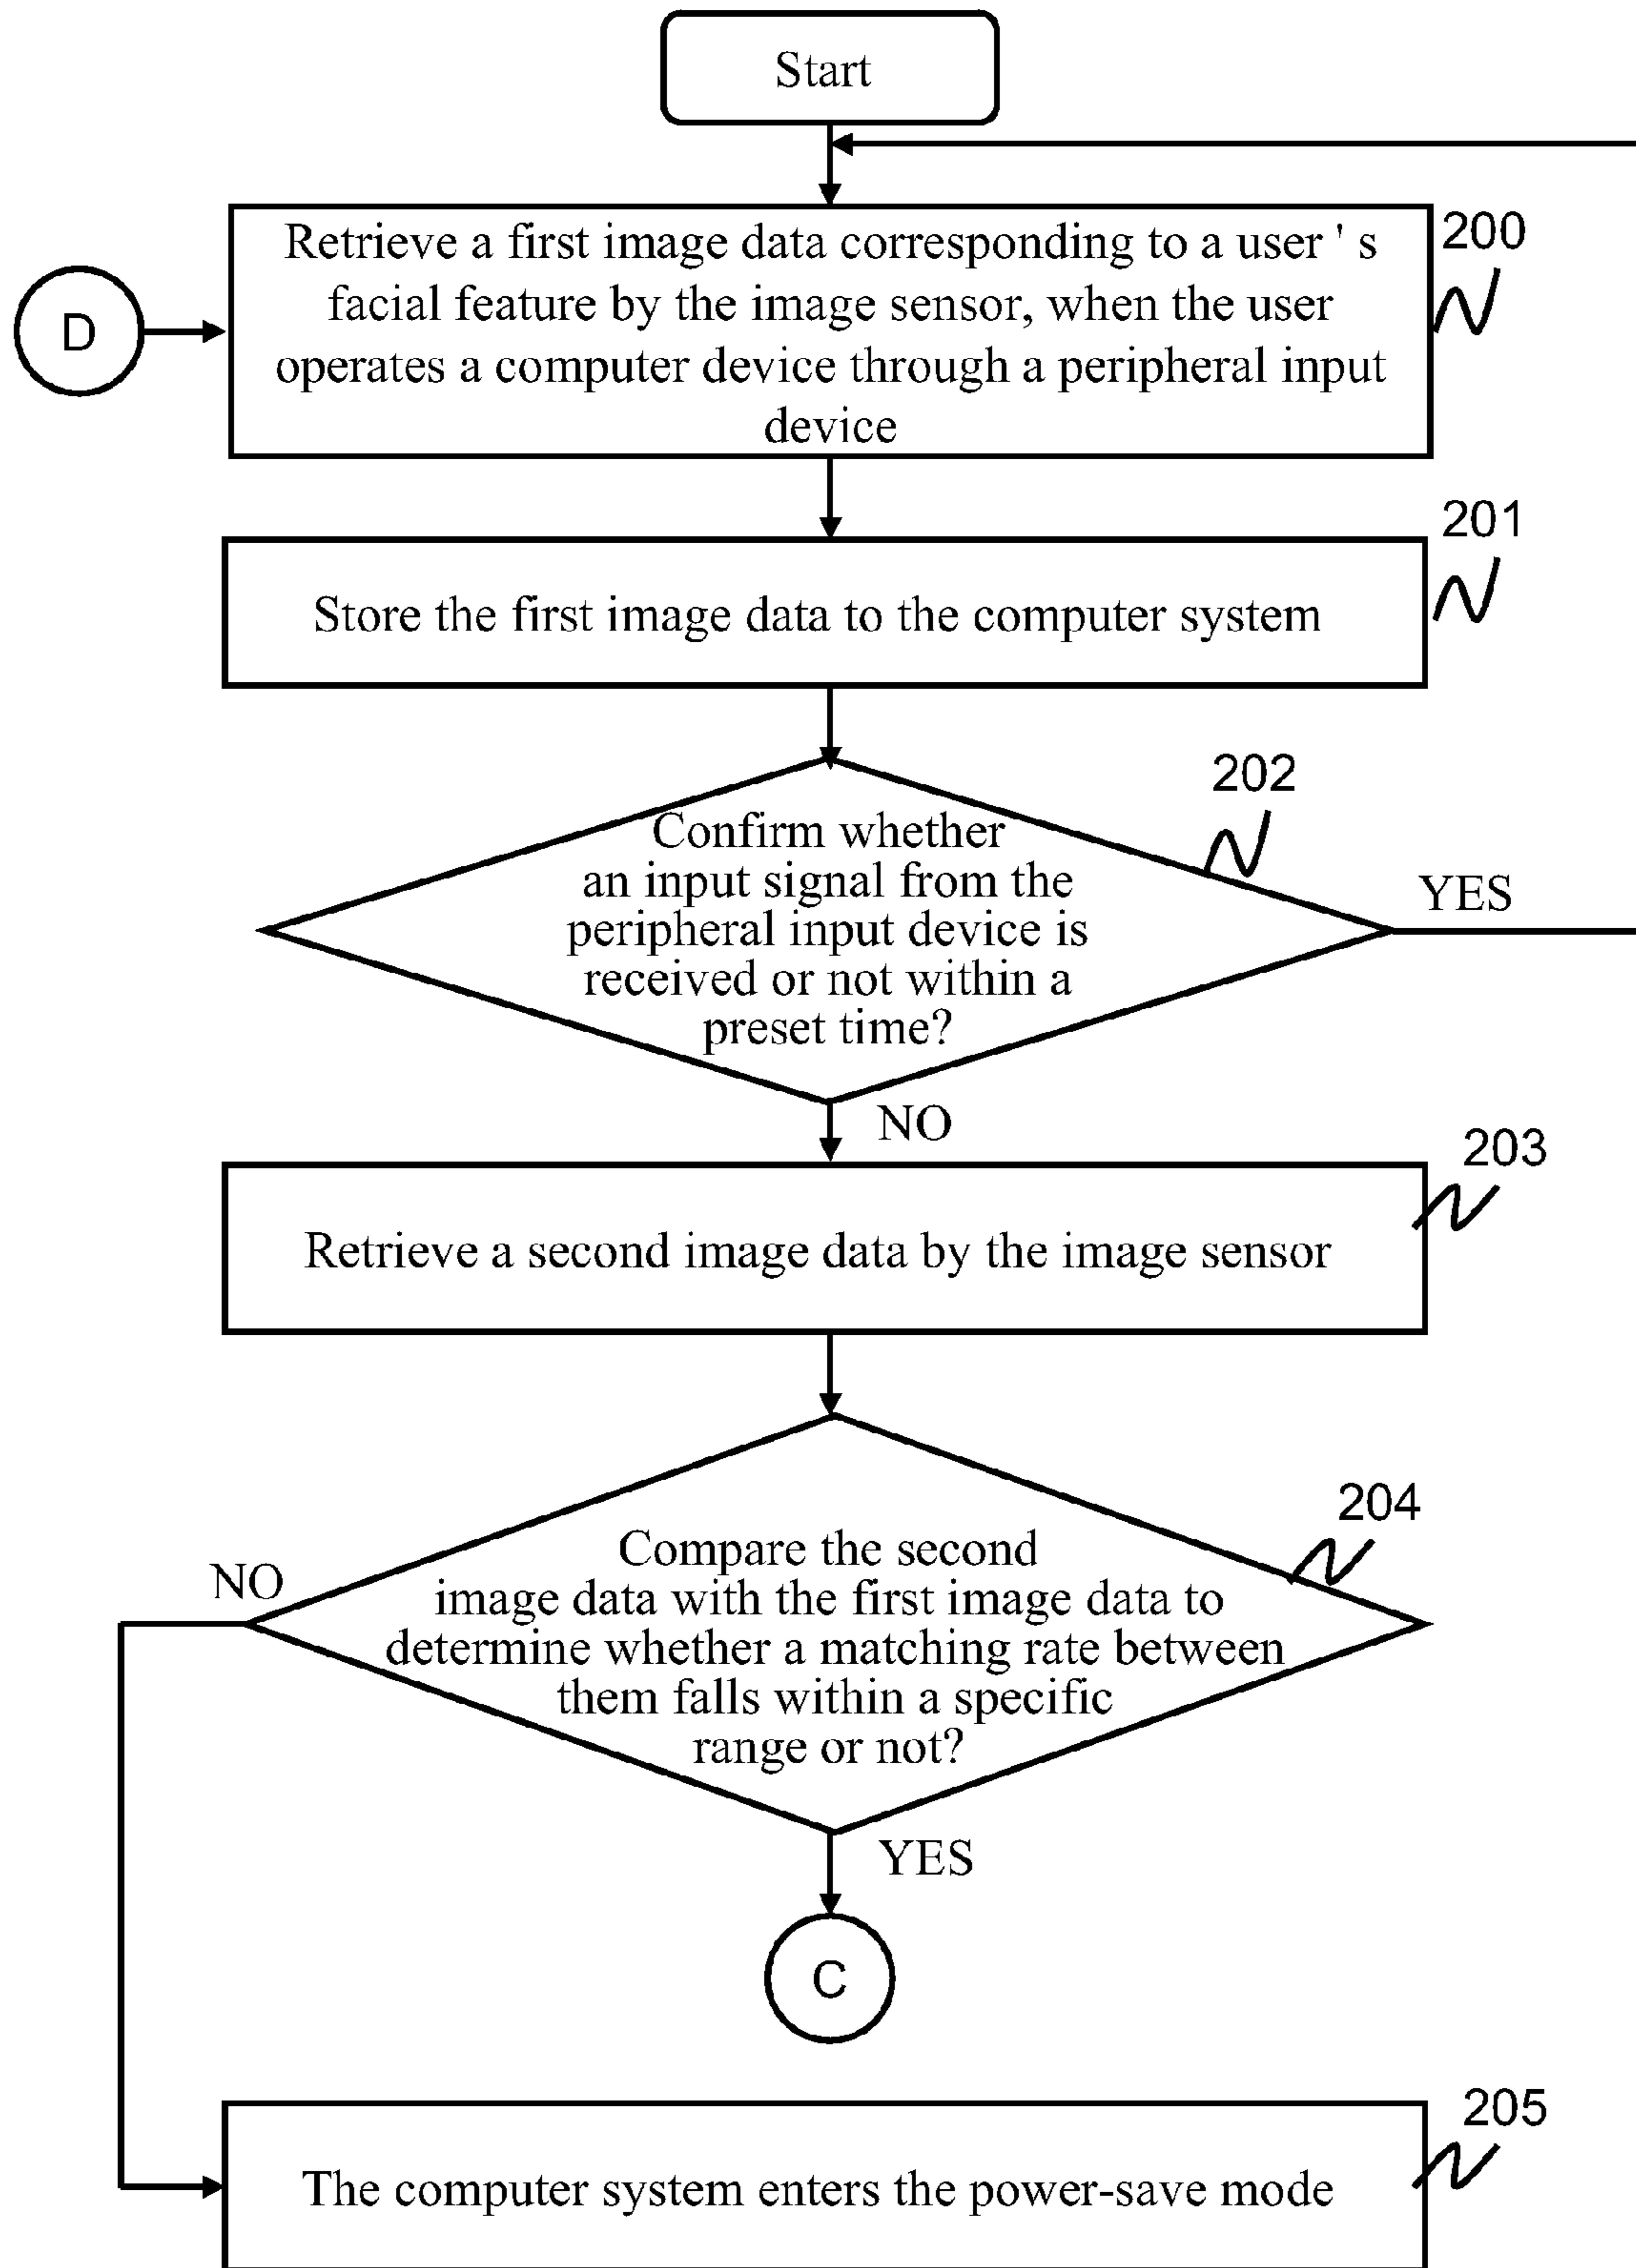 Start
Retrieve a first image data corresponding to a user ' s
facial feature by the image sensor, when the user
operates a computer device through a peripheral input
device
200
D
201
Store the first image data to the computer system
202
Confirm whether
an input signal from the
peripheral input device is
received or not within a
preset time?
YES
NO
203
Retrieve a second image data by the image sensor
204
Compare the second
image data with the first image data to
determine whether a matching rate between
them falls within a specific
range or not?
NO
YES
C
205
The computer system enters the power-save mode